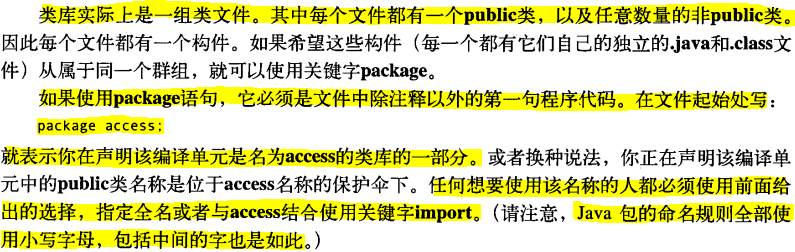 类库实际上是一组类文件。其中每个文件都有一个public类，以及任意数量的非public类。
因此每个文件都有一个构件。如果希望这些构件（每一个都有它们自己的独立的.java和.class文
件）从属于同一个群组，就可以使用关键字package。
如果使用package语句，它必须是文件中除注释以外的第一句程序代码。在文件起始处写：
package access;
就表示你在声明该编译单元是名为access的类库的一部分。或者换种说法，你正在声明该编译单
元中的public类名称是位于access名称的保护伞下。任何想要使用该名称的人都必须使用前面给
出的选择，指定全名或者与access结合使用关键字import。（请注意，Java 包的命名规则全部使
用小写字母，包括中间的字也是如此。）